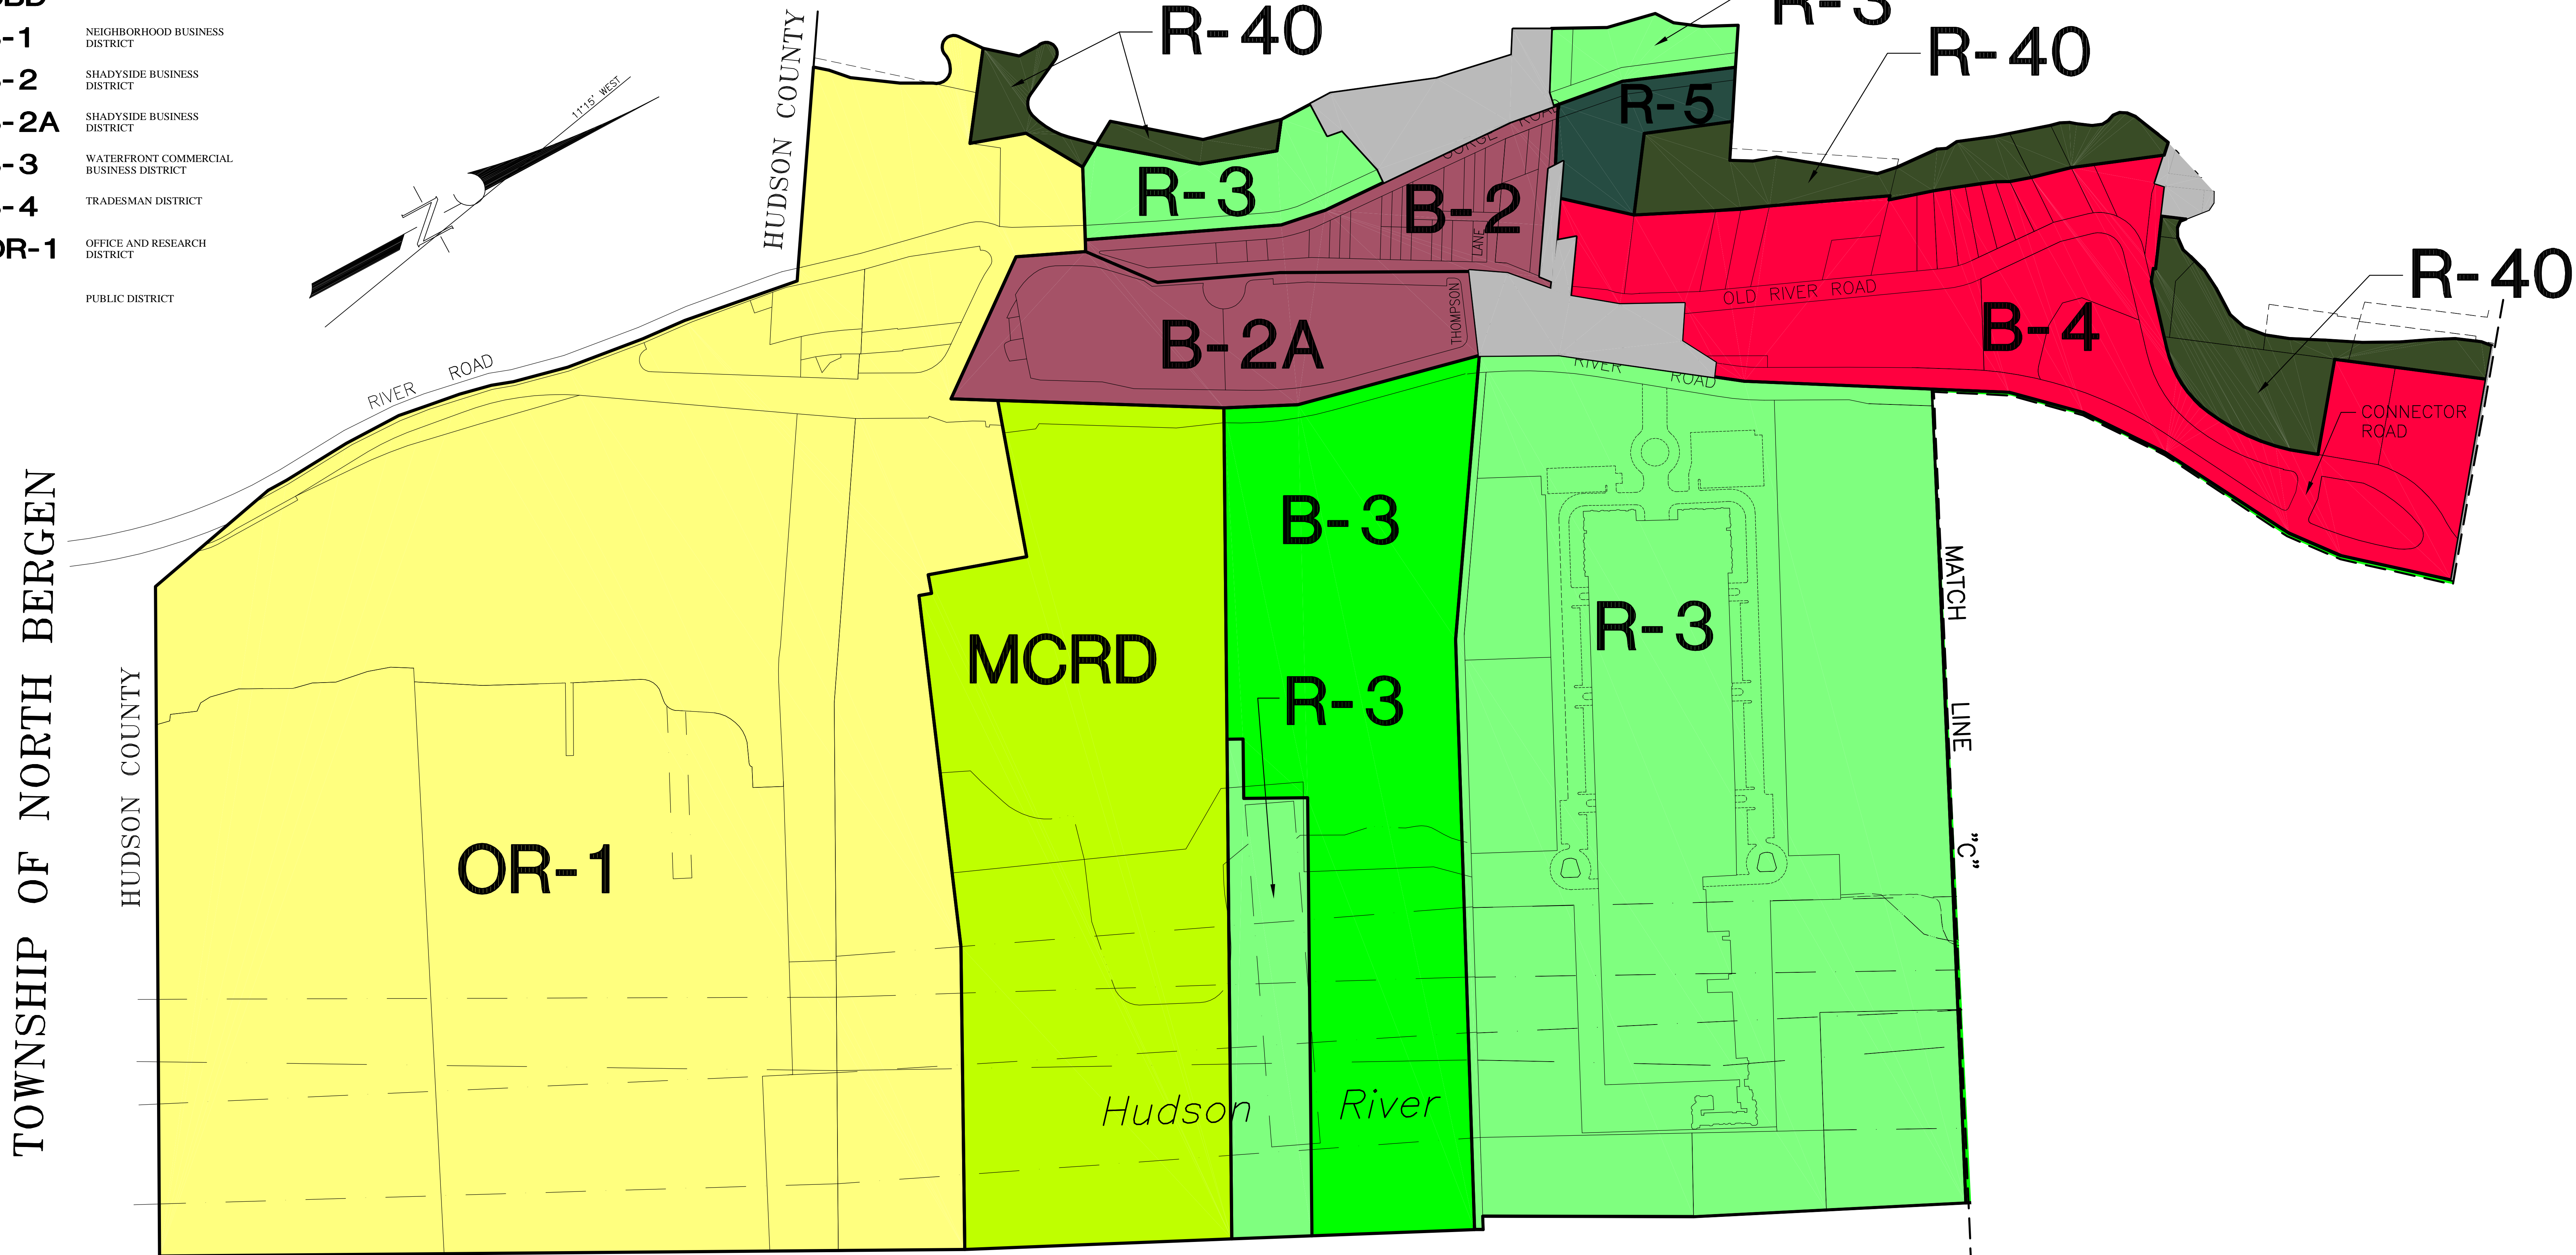 -1 NEIGHBORHOOD BUSINESS
DISTRICT
-2 SHADYSIDE BUSINESS
DISTRICT
-2A SHADYSIDE BUSINESS
DISTRICT
-3 WATERFRONT COMMERCIAL
BUSINESS DISTRICT
-4 TRADESMAN DISTRICT
OR-1 OFFICE AND RESEARCH
DISTRICT
PUBLIC DISTRICT
11°15' WEST
N
HUDSON COUNTY
R-40
R-3
R-40
R-5
R-3
B-2
LANE
ROAD
R-40
OLD RIVER ROAD
B-4
B-2A
THOMPSON
RIVER ROAD
RIVER ROAD
CONNECTOR
ROAD
TOWNSHIP OF NORTH BERGEN
HUDSON COUNTY
B-3
R-3
MCRD
R-3
OR-1
MATCH LINE "C"
Hudson River